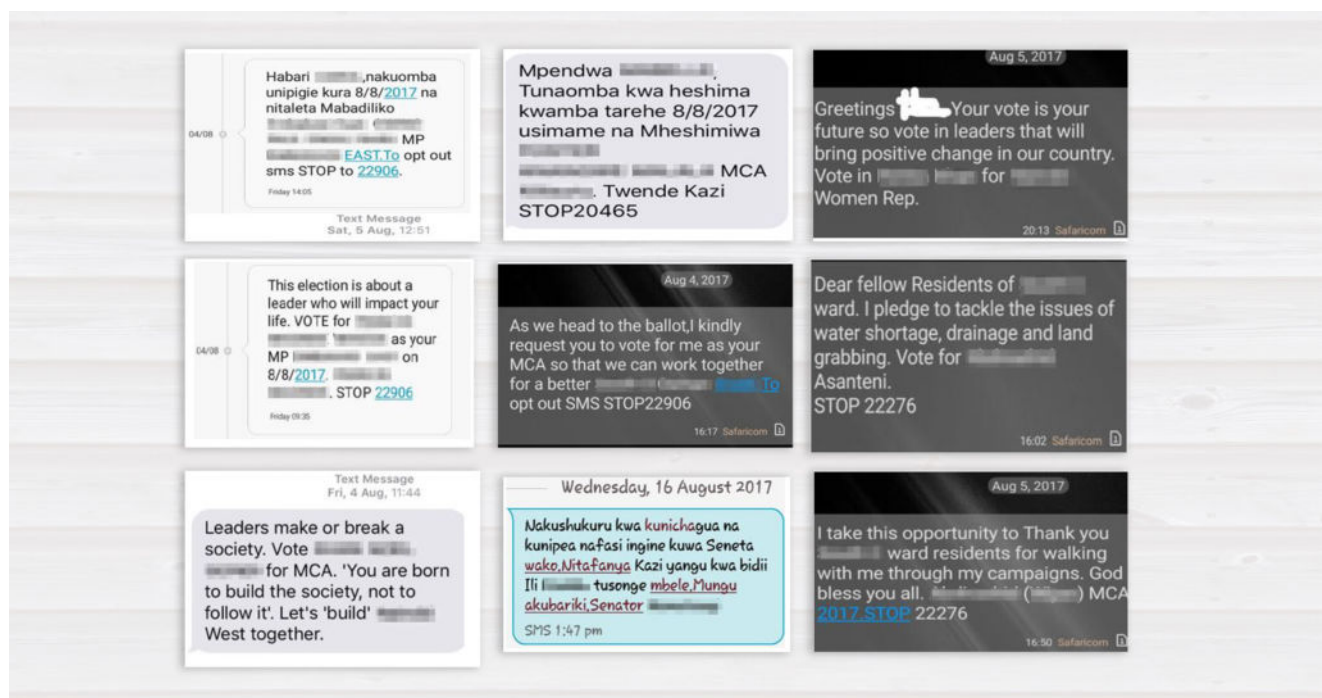 04/08
Habari ,nakuomba
unipigie kura 8/8/2017 na
nitaleta Mabadiliko
MP
EAST.To opt out
sms STOP to 22906.
Friday 14:05
Text Message
Sat, 5 Aug, 12:51
Mpendwa ,
Tunaomba kwa heshima
kwamba tarehe 8/8/2017
usimame na Mheshimiwa
MCA
. Twende Kazi
STOP20465
Aug 5, 2017
Greetings Your vote is your
future so vote in leaders that will
bring positive change in our country.
Vote in for
Women Rep.
20:13 Safaricom 1
04/08
This election is about a
leader who will impact your
life. VOTE for
as your
MP on
8/8/2017.
. STOP 22906
Friday 09:35
Aug 4, 2017
As we head to the ballot,I kindly
request you to vote for me as your
MCA so that we can work together
for a better To
opt out SMS STOP22906
16:17 Safaricom 1
Dear fellow Residents of
ward. I pledge to tackle the issues of
water shortage, drainage and land
grabbing. Vote for
Asanteni.
STOP 22276
16:02 Safaricom 1
Text Message
Fri, 4 Aug, 11:44
Leaders make or break a
society. Vote
for MCA. 'You are born
to build the society, not to
follow it'. Let's 'build'
West together.
Wednesday, 16 August 2017
Nakushukuru kwa kunichagua na
kunipea nafasi ingine kuwa Seneta
wako,Nitafanya Kazi yangu kwa bidii
Ili tusonge mbele,Mungu
akubariki,Senator
SMS 1:47 pm
Aug 5, 2017
I take this opportunity to Thank you
ward residents for walking
with me through my campaigns. God
bless you all. ( ) MCA
2017.STOP 22276
16:50 Safaricom 1